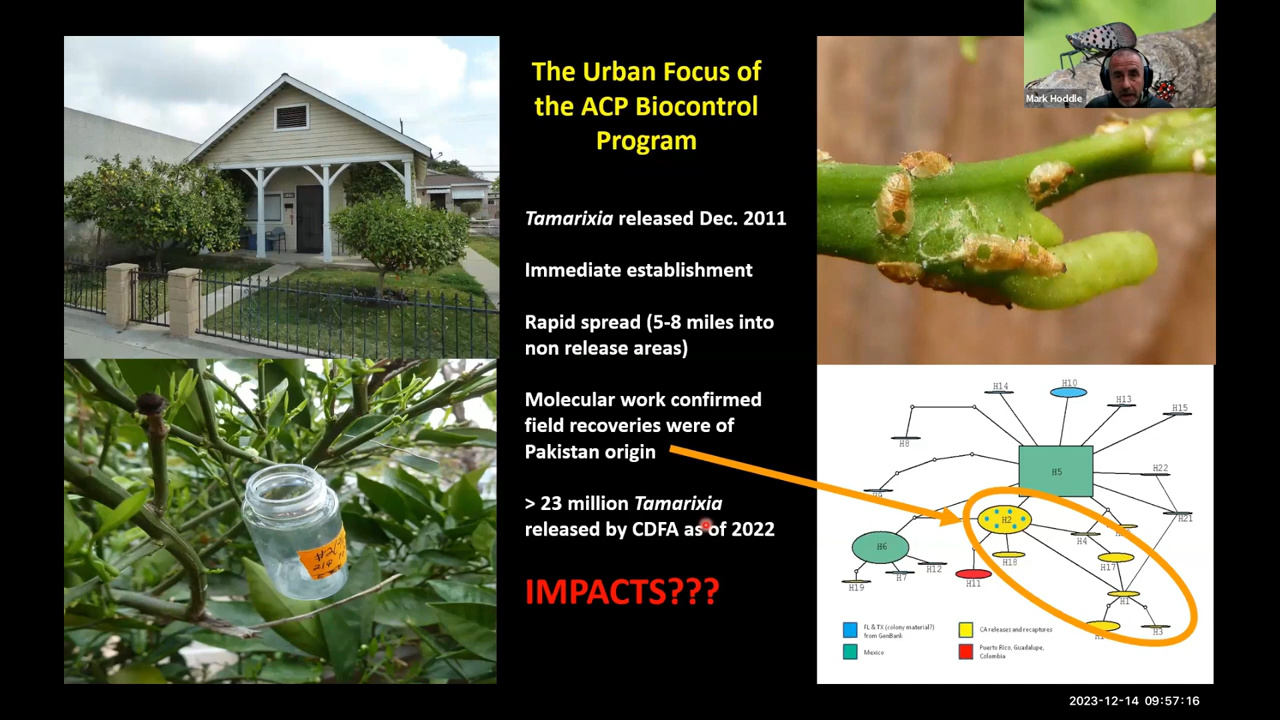 The Urban Focus of
the ACP Biocontrol
Program
Mark Hoddle
Tamarixia released Dec. 2011
Immediate establishment
Rapid spread (5-8 miles into
non release areas)
Molecular work confirmed
field recoveries were of
Pakistan origin
> 23 million Tamarixia
released by CDFA as of 2022
IMPACTS???
H14
H10
H13
H15
H8
H5
H22
H21
H2
H4
H6
H18
H17
H12
H7
H19
H11
H1
H3
FL & TX (colony material?)
from GenBank
CA releases and recaptures
Mexico
Puerto Rico, Guadalupe,
Colombia
2023-12-14 09:57:16